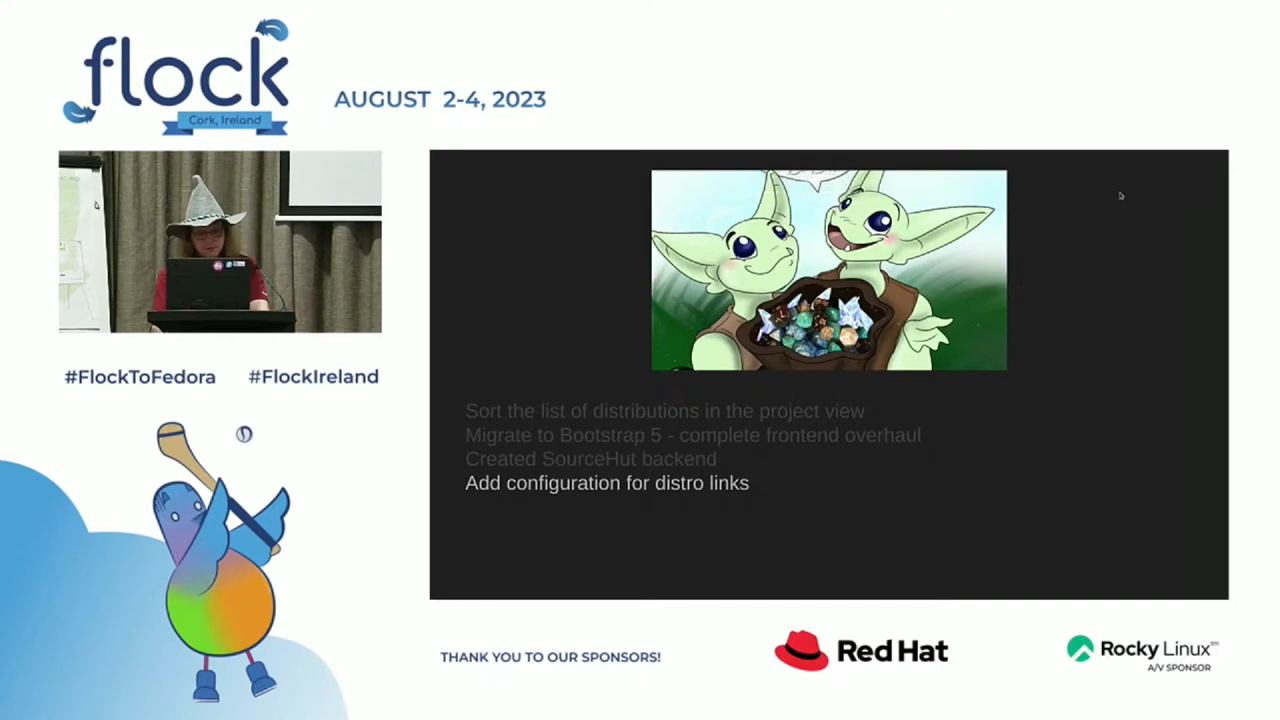 flock
Cork, Ireland
AUGUST 2-4, 2023
#FlockToFedora #FlockIreland
Sort the list of distributions in the project view
Migrate to Bootstrap 5 - complete frontend overhaul
Created SourceHut backend
Add configuration for distro links
THANK YOU TO OUR SPONSORS!
Red Hat
Rocky Linux™
A/V SPONSOR